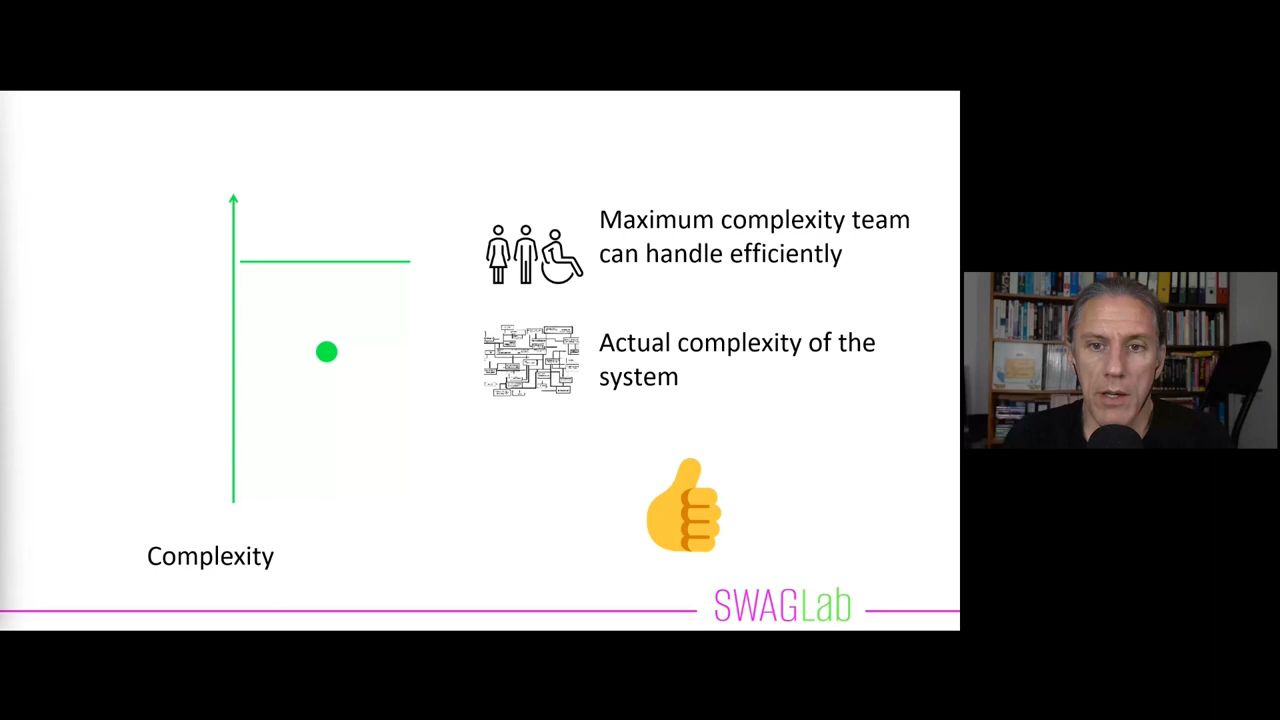 Maximum complexity team
can handle efficiently
Actual complexity of the
system
Complexity
SWAGLab